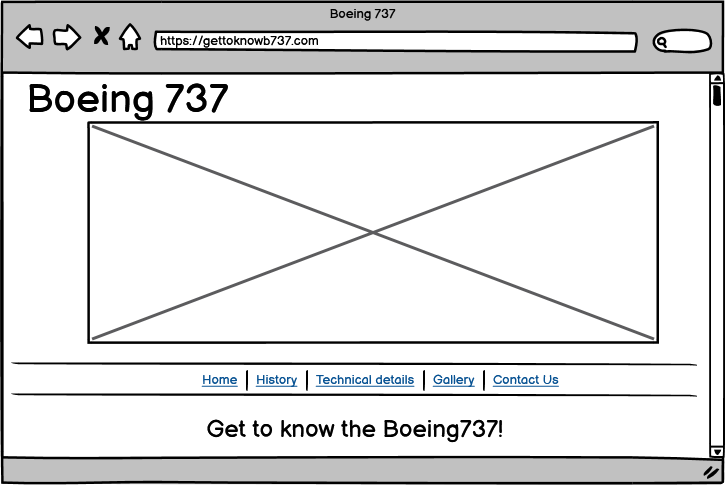 Boeing 737
https://gettoknowb737.com
Boeing 737
Home | History | Technical details | Gallery | Contact Us
Get to know the Boeing737!